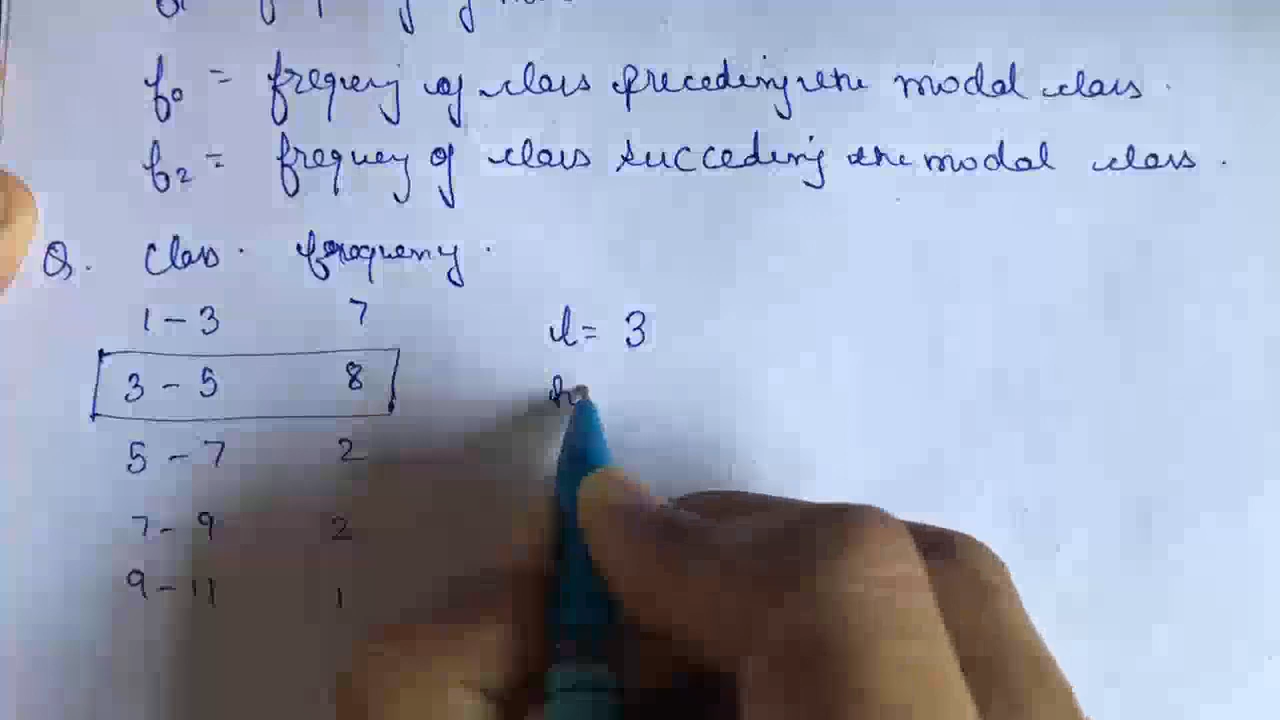 f₀ = frequency of class preceding the modal class.
f₂ = frequency of class succeding the modal class.
Q. Class. frequency.
1 - 3 7
3 - 5 8
5 - 7 2
7 - 9 2
9 - 11 1
l = 3
h